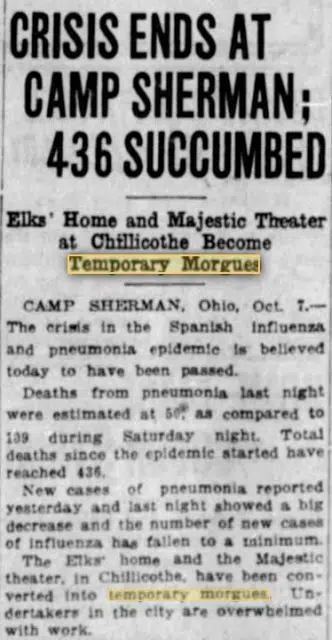 CRISIS ENDS AT
CAMP SHERMAN;
436 SUCCUMBED
Elks' Home and Majestic Theater
at Chillicothe Become
Temporary Morgues
CAMP SHERMAN, Ohio, Oct. 7.—
The crisis in the Spanish influenza
and pneumonia epidemic is believed
today to have been passed.
Deaths from pneumonia last night
were estimated at as compared to
139 during Saturday night. Total
deaths since the epidemic started have
reached 436.
New cases of pneumonia reported
yesterday and last night showed a big
decrease and the number of new cases
of influenza has fallen to a minimum.
The Elks' home and the Majestic
theater, in Chillicothe, have been con-
verted into temporary morgues. Un-
dertakers in the city are overwhelmed
with work.